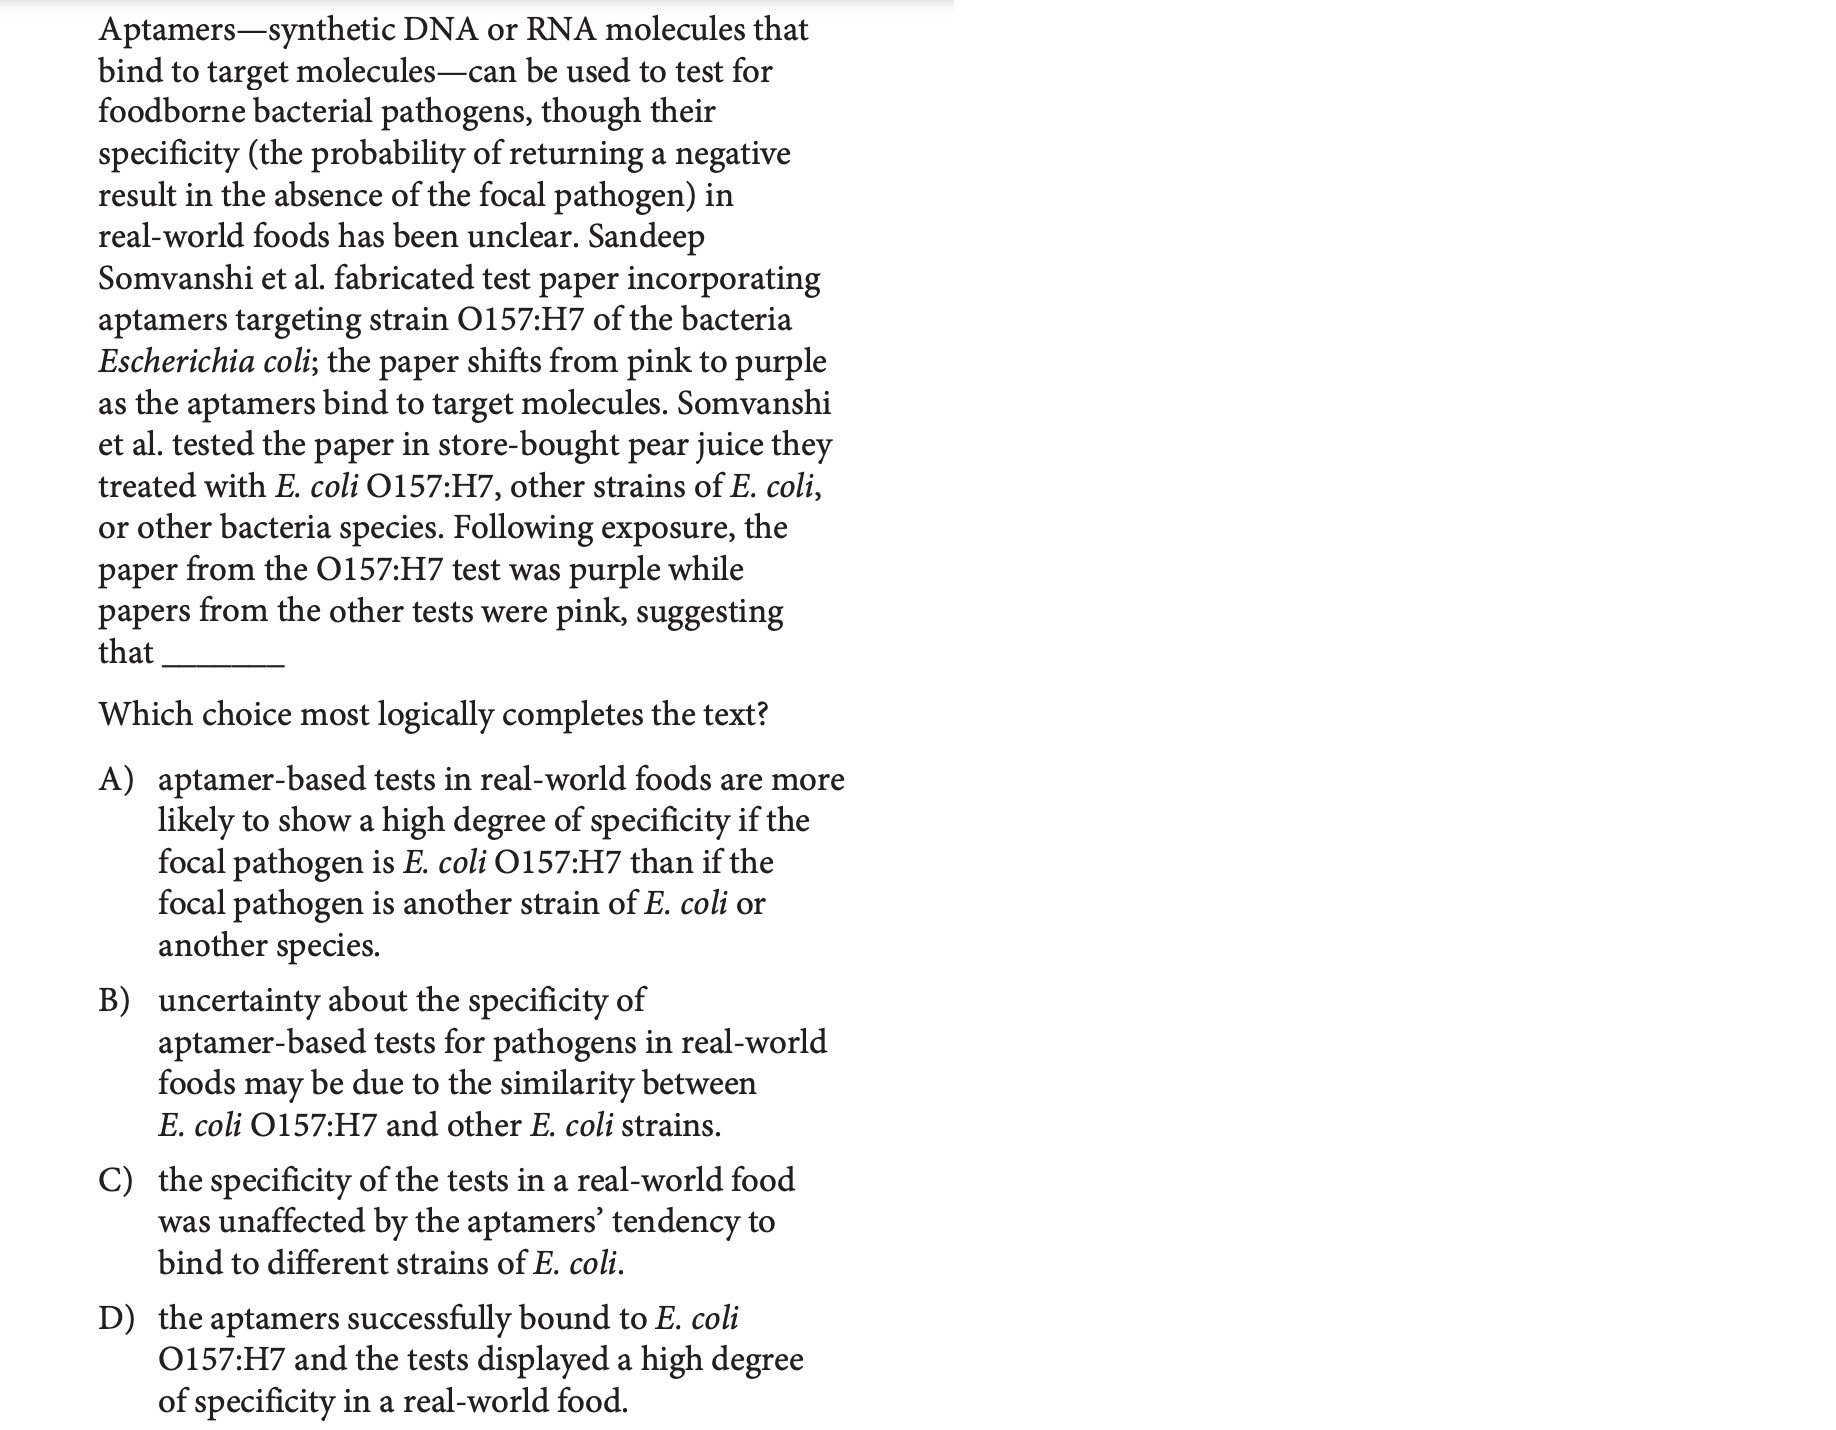 Aptamers—synthetic DNA or RNA molecules that
bind to target molecules—can be used to test for
foodborne bacterial pathogens, though their
specificity (the probability of returning a negative
result in the absence of the focal pathogen) in
real-world foods has been unclear. Sandeep
Somvanshi et al. fabricated test paper incorporating
aptamers targeting strain O157:H7 of the bacteria
Escherichia coli; the paper shifts from pink to purple
as the aptamers bind to target molecules. Somvanshi
et al. tested the paper in store-bought pear juice they
treated with E. coli O157:H7, other strains of E. coli,
or other bacteria species. Following exposure, the
paper from the O157:H7 test was purple while
papers from the other tests were pink, suggesting
that _______
Which choice most logically completes the text?
A) aptamer-based tests in real-world foods are more
likely to show a high degree of specificity if the
focal pathogen is E. coli O157:H7 than if the
focal pathogen is another strain of E. coli or
another species.
B) uncertainty about the specificity of
aptamer-based tests for pathogens in real-world
foods may be due to the similarity between
E. coli O157:H7 and other E. coli strains.
C) the specificity of the tests in a real-world food
was unaffected by the aptamers’ tendency to
bind to different strains of E. coli.
D) the aptamers successfully bound to E. coli
O157:H7 and the tests displayed a high degree
of specificity in a real-world food.